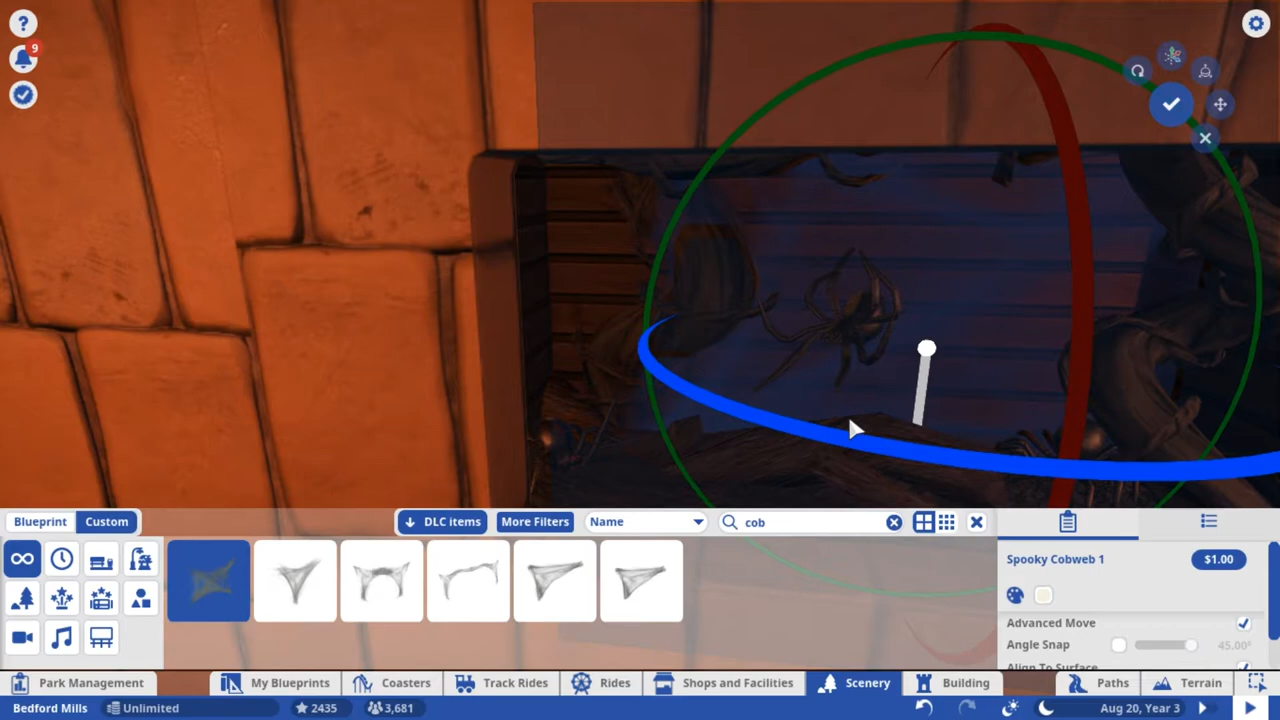 ?
9
Blueprint Custom
DLC items More Filters Name cob
Spooky Cobweb 1 $1.00
Advanced Move
Angle Snap 45.00°
Align To Surface
Park Management My Blueprints Coasters Track Rides Rides Shops and Facilities Scenery Building Paths Terrain
Bedford Mills Unlimited 2435 3,681 Aug 20, Year 3